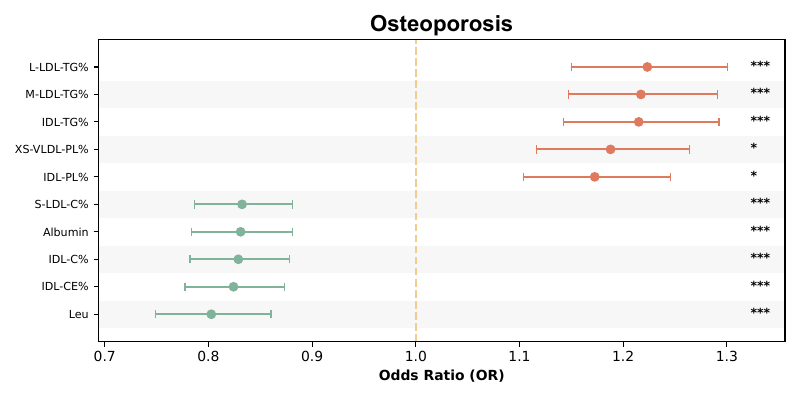 Osteoporosis
L-LDL-TG% ***
M-LDL-TG% ***
IDL-TG% ***
XS-VLDL-PL% *
IDL-PL% *
S-LDL-C% ***
Albumin ***
IDL-C% ***
IDL-CE% ***
Leu ***
0.7 0.8 0.9 1.0 1.1 1.2 1.3
Odds Ratio (OR)